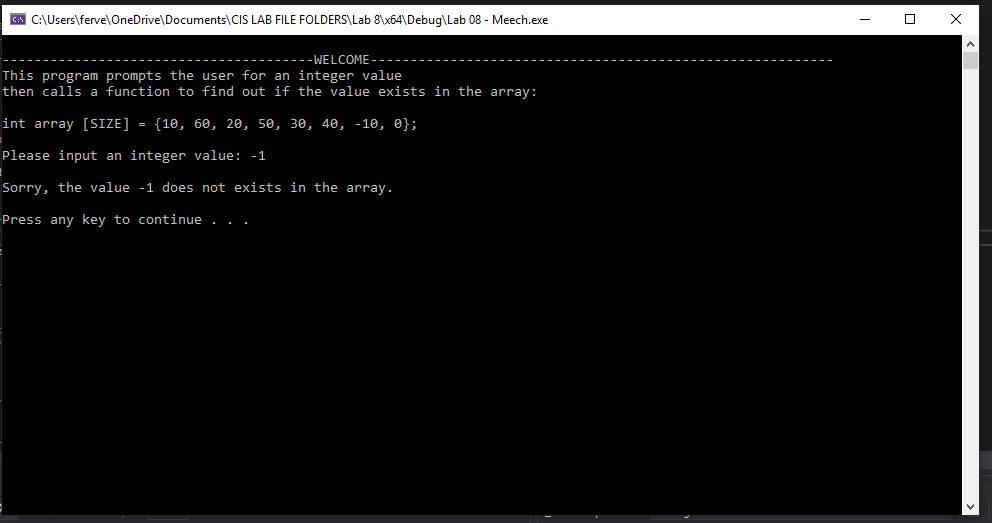 C:\Users\ferve\OneDrive\Documents\CIS LAB FILE FOLDERS\Lab 8\x64\Debug\Lab 08 - Meech.exe
---------------------------------------WELCOME----------------------------------------------------------
This program prompts the user for an integer value
then calls a function to find out if the value exists in the array:
int array [SIZE] = {10, 60, 20, 50, 30, 40, -10, 0};
Please input an integer value: -1
Sorry, the value -1 does not exists in the array.
Press any key to continue . . .